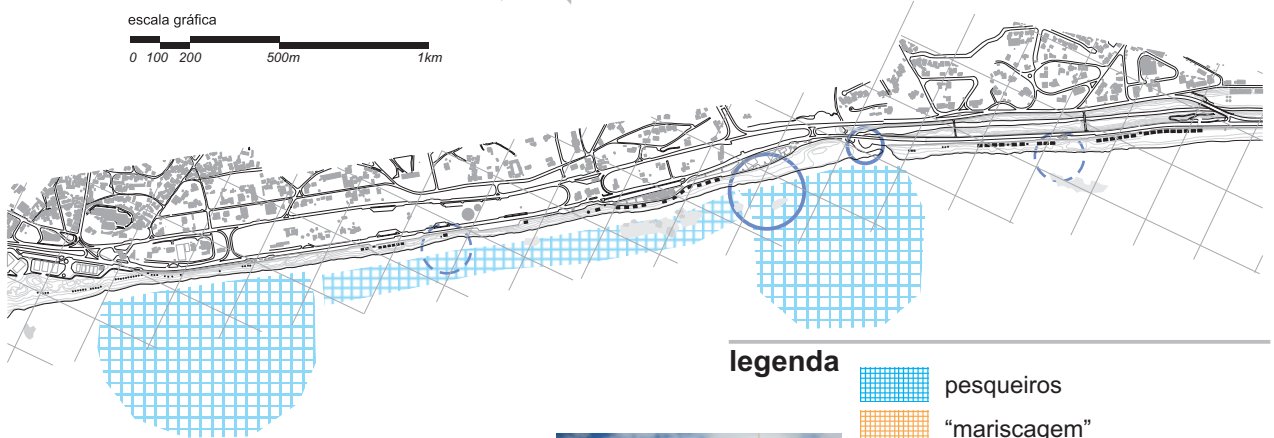 escala gráfica
0 100 200 500m 1km
legenda
pesqueiros
“mariscagem”